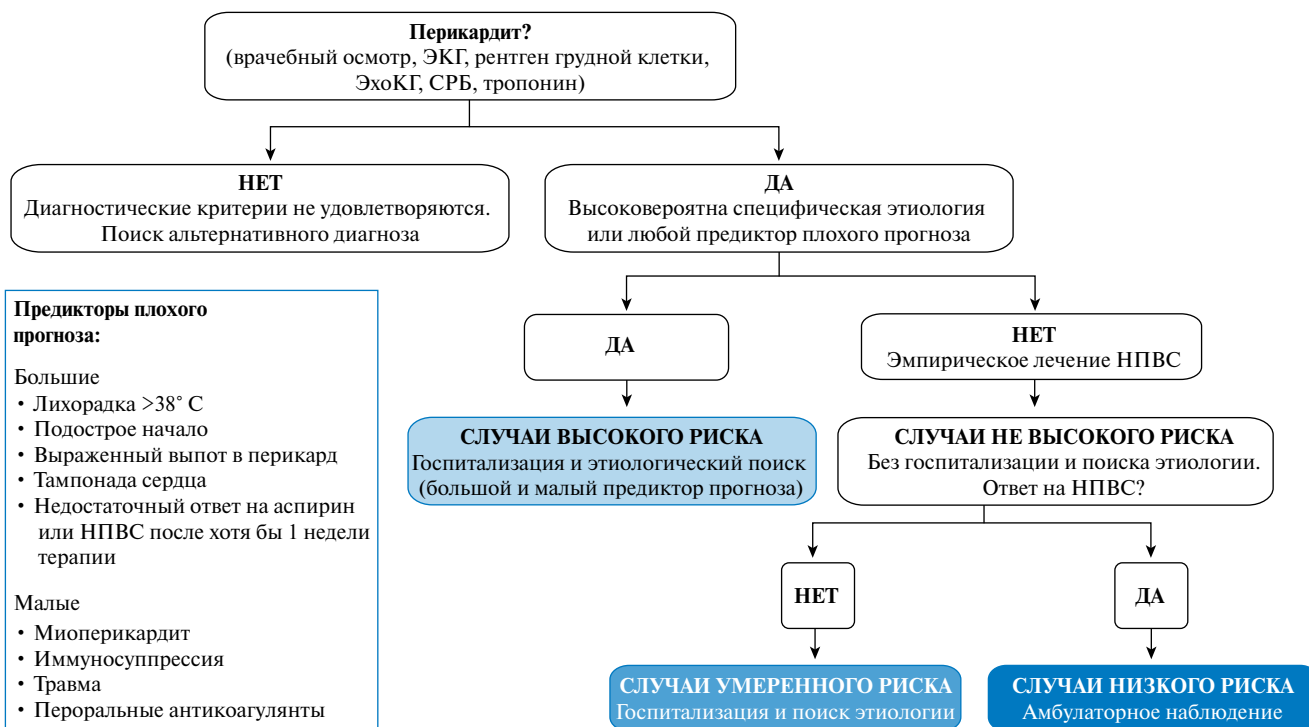 Перикардит?
(врачебный осмотр, ЭКГ, рентген грудной клетки,
ЭхоКГ, СРБ, тропонин)
НЕТ
Диагностические критерии не удовлетворяются.
Поиск альтернативного диагноза
ДА
Высоковероятна специфическая этиология
или любой предиктор плохого прогноза
Предикторы плохого
прогноза:
Большие
• Лихорадка >38˚ С
• Подострое начало
• Выраженный выпот в перикард
• Тампонада сердца
• Недостаточный ответ на аспирин
или НПВС после хотя бы 1 недели
терапии
Малые
• Миоперикардит
• Иммуносуппрессия
• Травма
• Пероральные антикоагулянты
ДА
НЕТ
Эмпирическое лечение НПВС
СЛУЧАИ ВЫСОКОГО РИСКА
Госпитализация и этиологический поиск
(большой и малый предиктор прогноза)
СЛУЧАИ НЕ ВЫСОКОГО РИСКА
Без госпитализации и поиска этиологии.
Ответ на НПВС?
НЕТ
ДА
СЛУЧАИ УМЕРЕННОГО РИСКА
Госпитализация и поиск этиологии
СЛУЧАИ НИЗКОГО РИСКА
Амбулаторное наблюдение